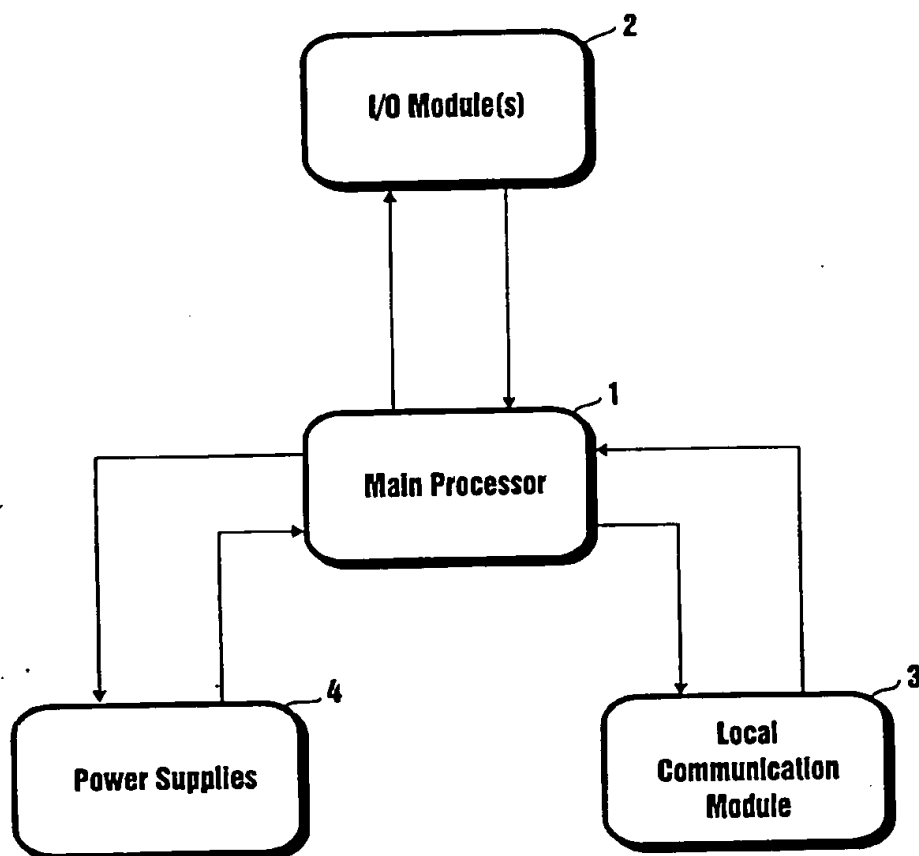 2
I/O Module(s)
1
Main Processor
4
Power Supplies
3
Local
Communication
Module